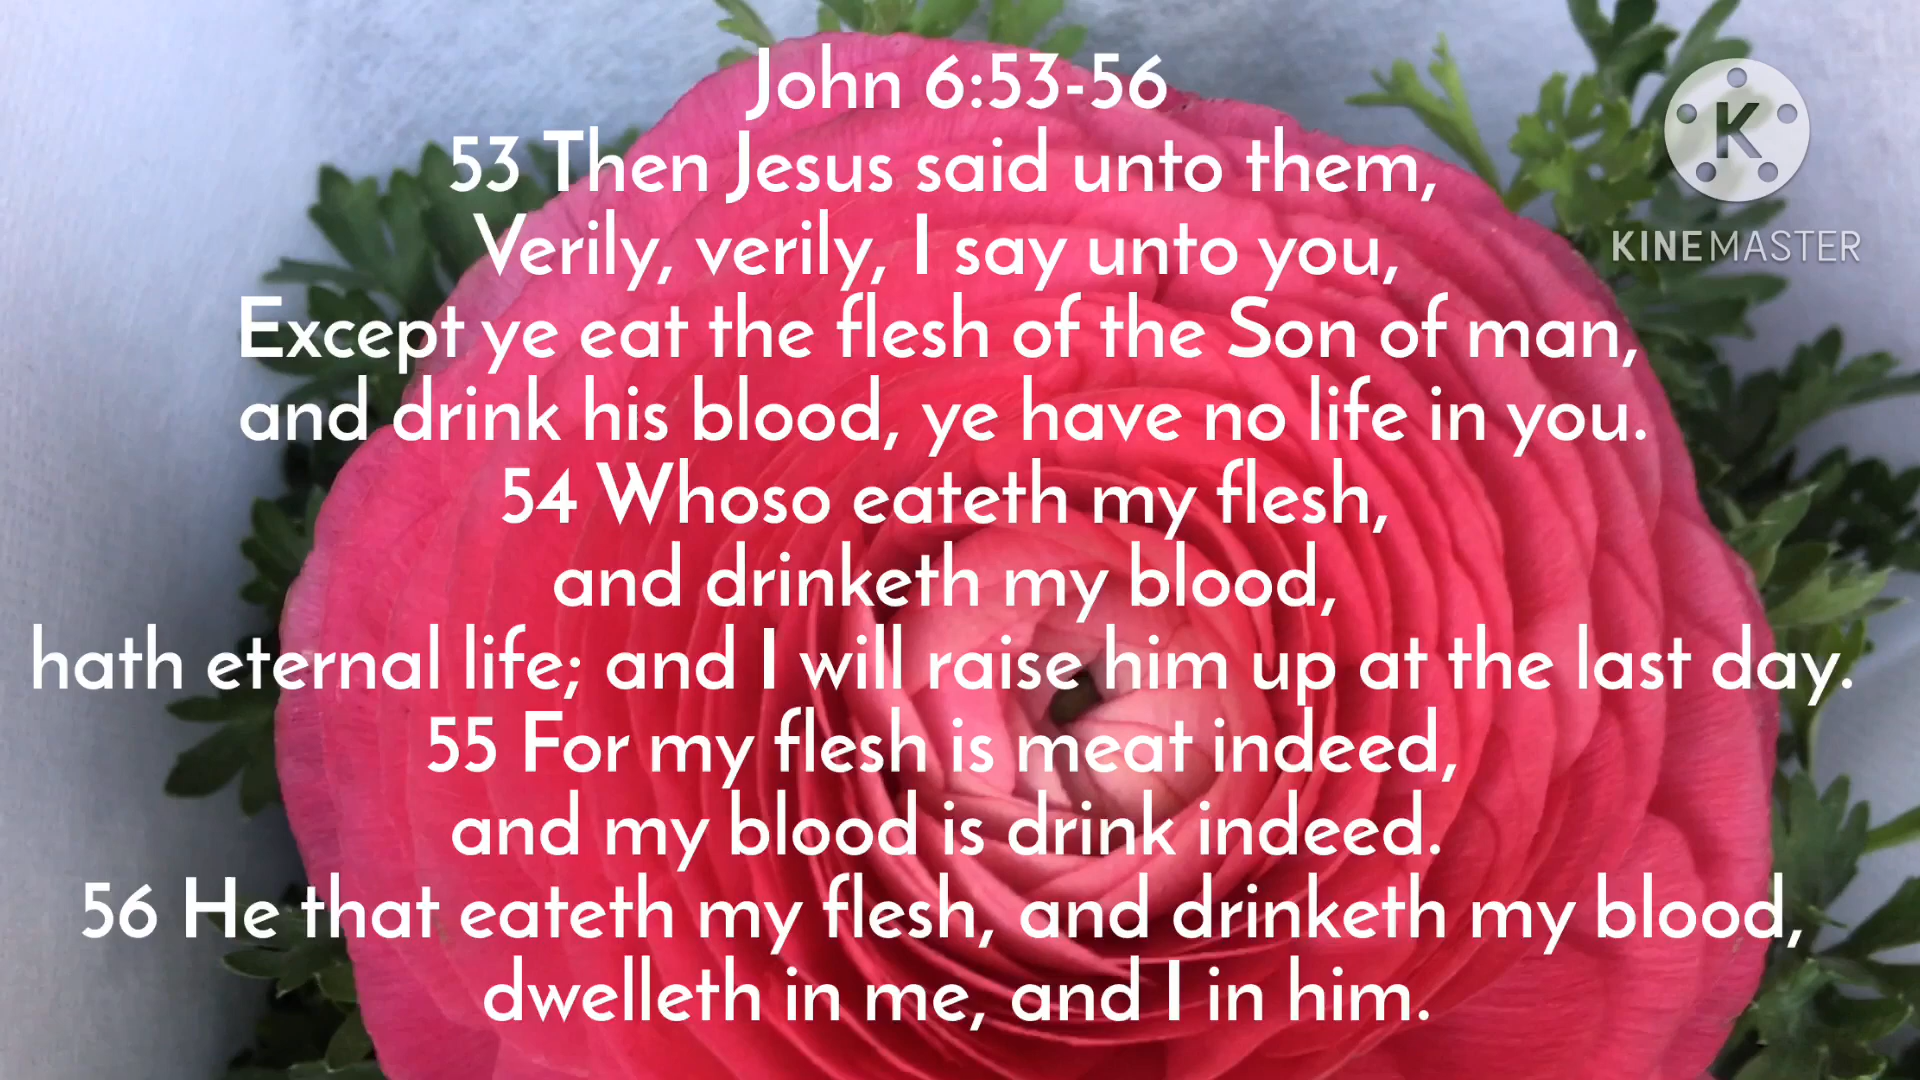 John 6:53-56
53 Then Jesus said unto them,
Verily, verily, I say unto you,
Except ye eat the flesh of the Son of man,
and drink his blood, ye have no life in you.
54 Whoso eateth my flesh,
and drinketh my blood,
hath eternal life; and I will raise him up at the last day.
55 For my flesh is meat indeed,
and my blood is drink indeed.
56 He that eateth my flesh, and drinketh my blood,
dwelleth in me, and I in him.
K
KINEMASTER